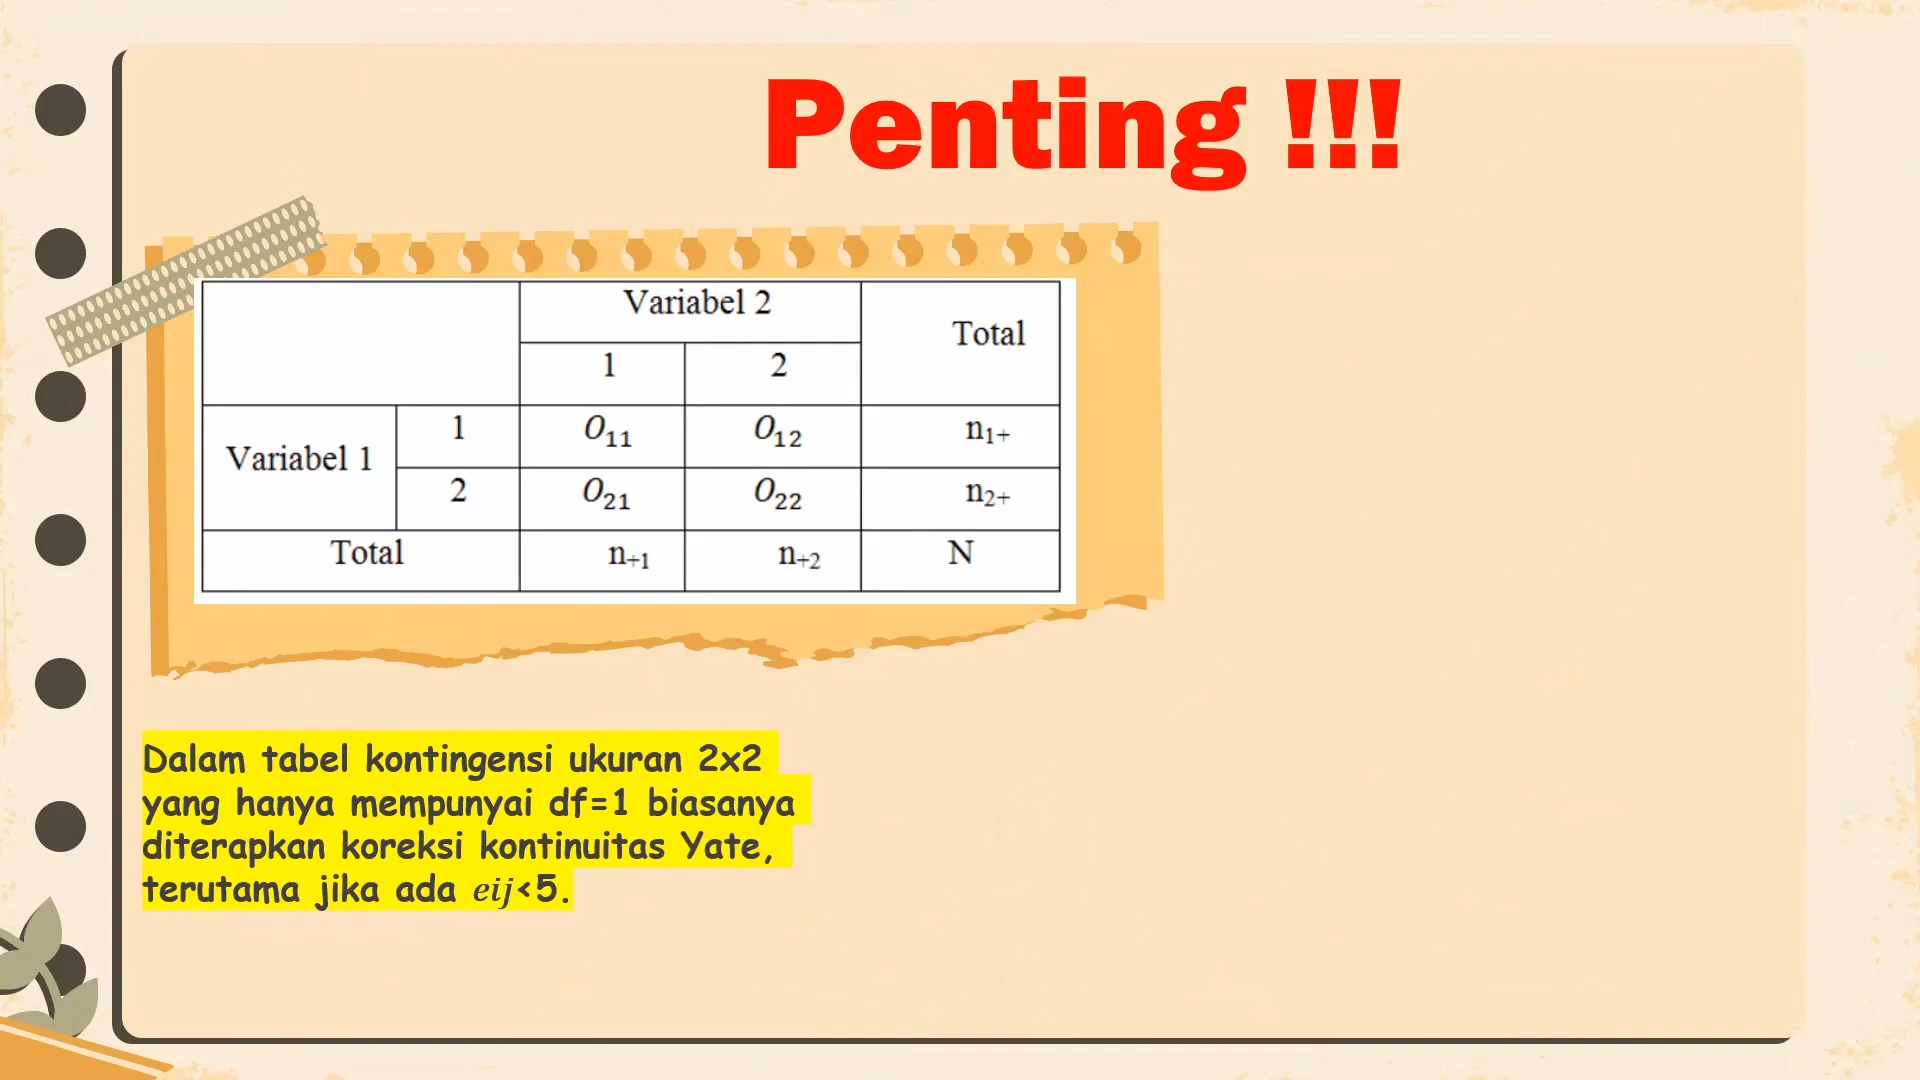 Penting !!!
Variabel 2 Total
1 2
Variabel 1 1 O₁₁ O₁₂ n₁₊
2 O₂₁ O₂₂ n₂₊
Total n₊₁ n₊₂ N
Dalam tabel kontingensi ukuran 2x2
yang hanya mempunyai df=1 biasanya
diterapkan koreksi kontinuitas Yate,
terutama jika ada eij<5.